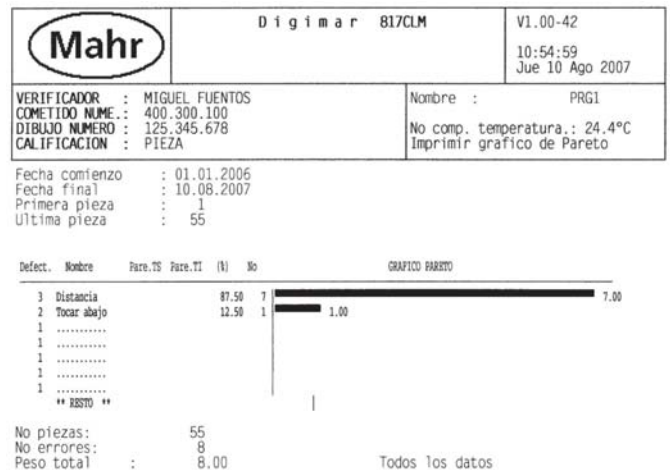 Mahr
Digimar 817CLM
V1.00-42
10:54:59
Jue 10 Ago 2007
VERIFICADOR : MIGUEL FUENTOS
COMETIDO NUME.: 400.300.100
DIBUJO NUMERO : 125.345.678
CALIFICACION : PIEZA
Nombre : PRG1
No comp. temperatura.: 24.4°C
Imprimir grafico de Pareto
Fecha comienzo : 01.01.2006
Fecha final : 10.08.2007
Primera pieza : 1
Ultima pieza : 55
Defect. Nombre Pare.TS Pare.TI (%) No GRAFICO PARETO
3 Distancia 87.50 7 7.00
2 Tocar abajo 12.50 1 1.00
1 ...........
1 ...........
1 ...........
1 ...........
1 ...........
** RESTO **
No piezas: 55
No errores: 8
Peso total : 8.00 Todos los datos